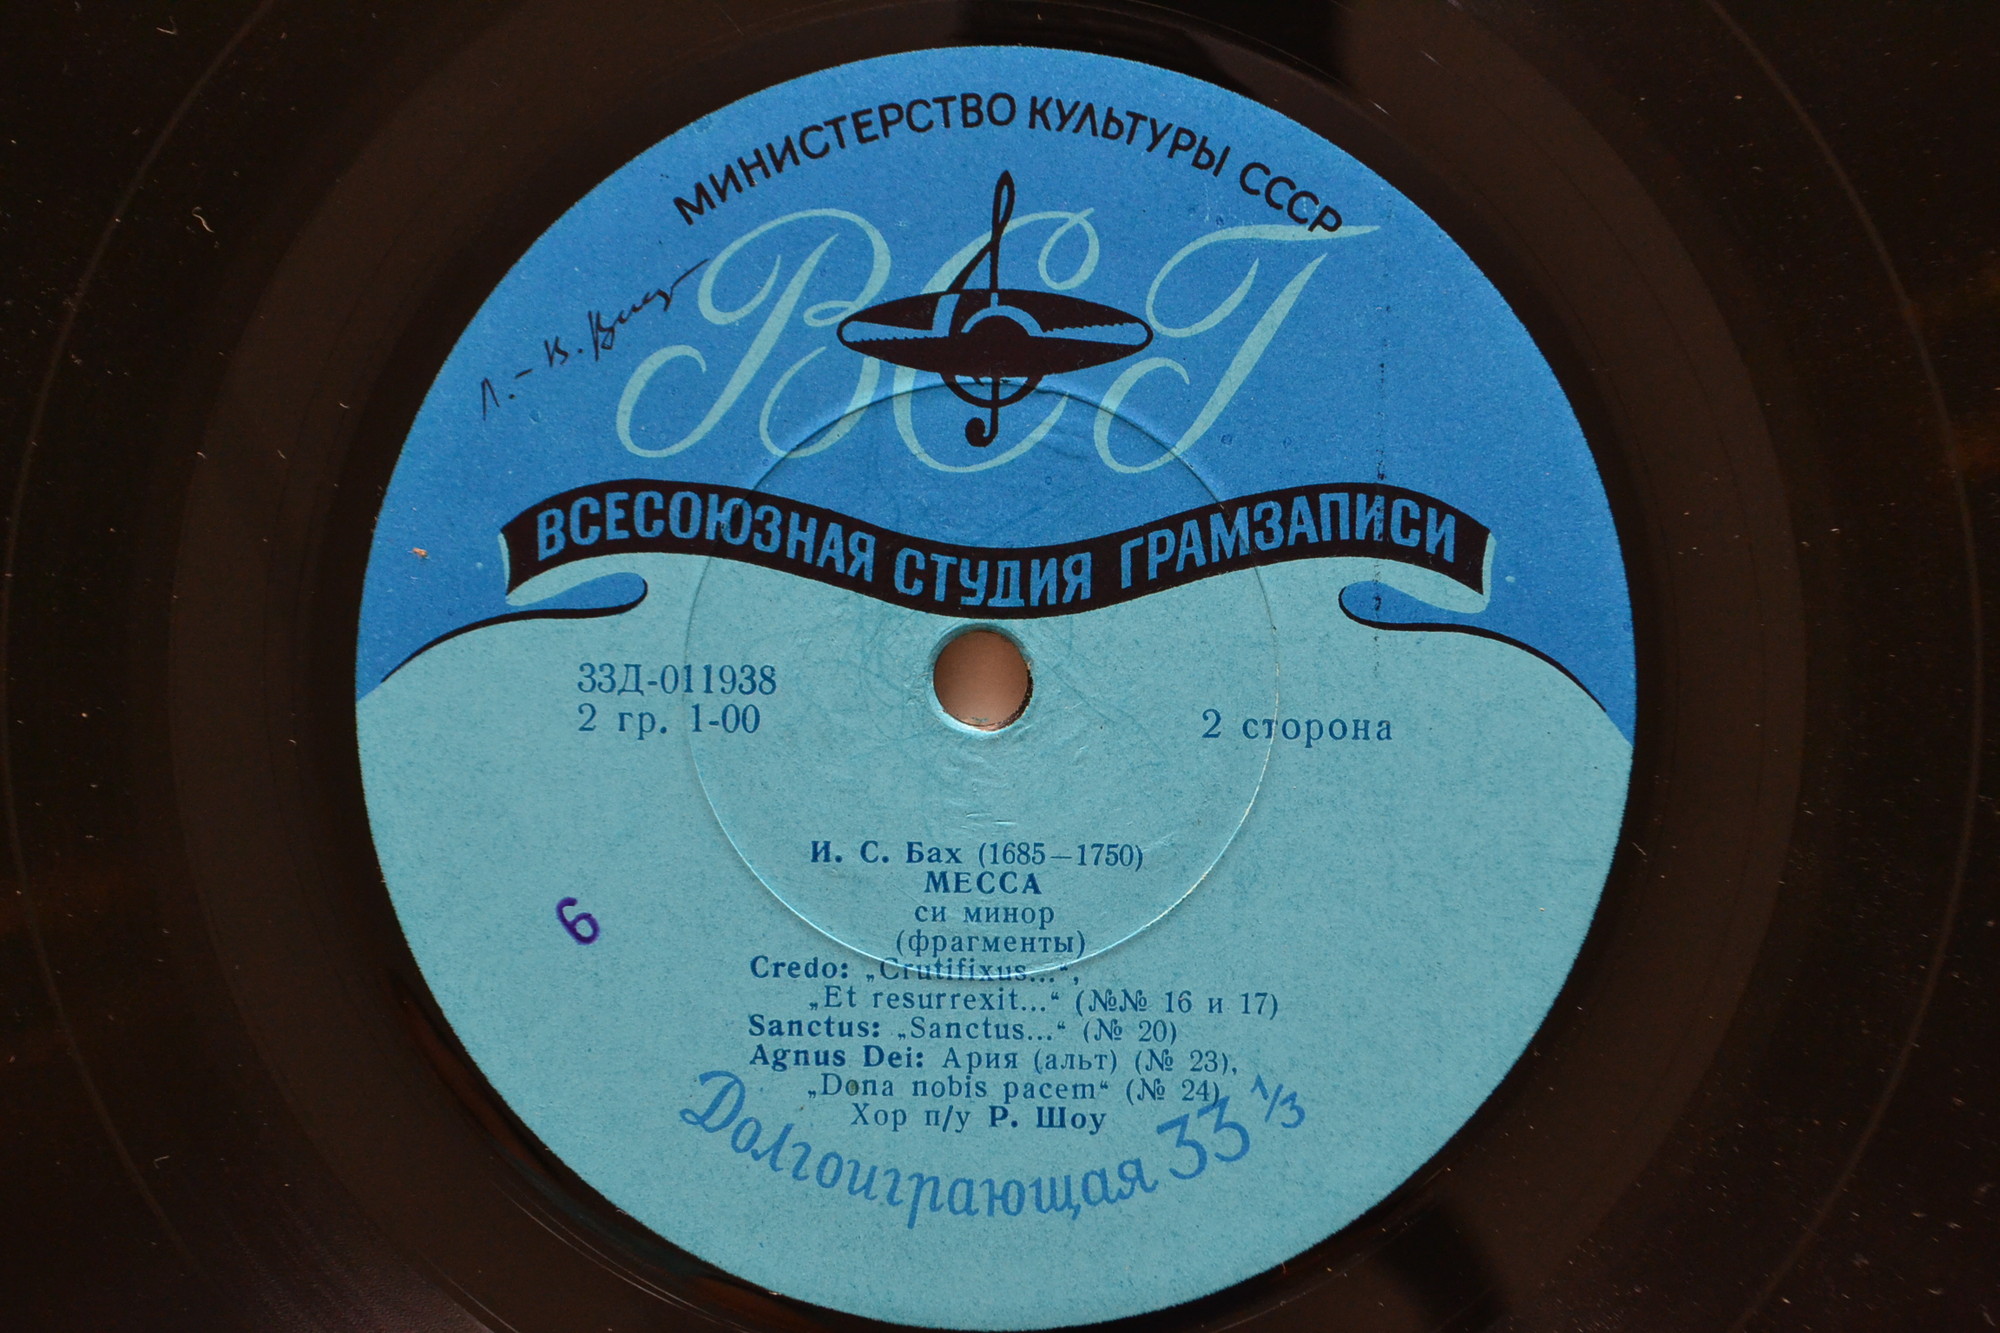 МИНИСТЕРСТВО КУЛЬТУРЫ СССР
ВСГ
ВСЕСОЮЗНАЯ СТУДИЯ ГРАМЗАПИСИ
33Д-011938
2 гр. 1-00
2 сторона
И. С. Бах (1685—1750)
МЕССА
си минор
(фрагменты)
Credo: „Crutifixus...“,
„Et resurrexit...“ (№№ 16 и 17)
Sanctus: „Sanctus...“ (№ 20)
Agnus Dei: Ария (альт) (№ 23),
„Dona nobis pacem“ (№ 24)
Хор п/у Р. Шоу
Долгоиграющая 33 1/3
6